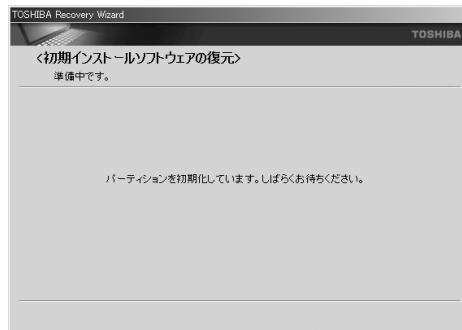 TOSHIBA Recovery Wizard
TOSHIBA
<初期インストールソフトウェアの復元>
準備中です。
パーティションを初期化しています。しばらくお待ちください。